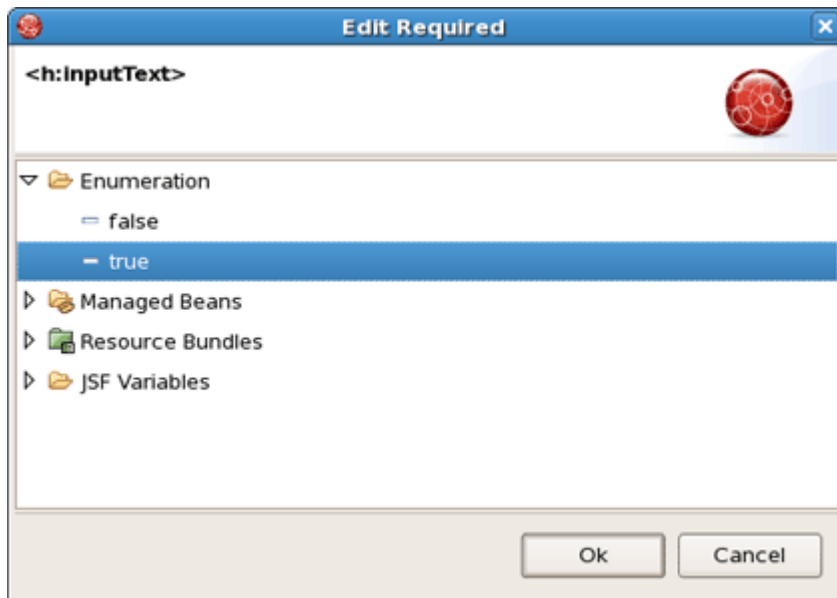 Edit Required
<h:inputText>
Enumeration
false
true
Managed Beans
Resource Bundles
JSF Variables
Ok
Cancel